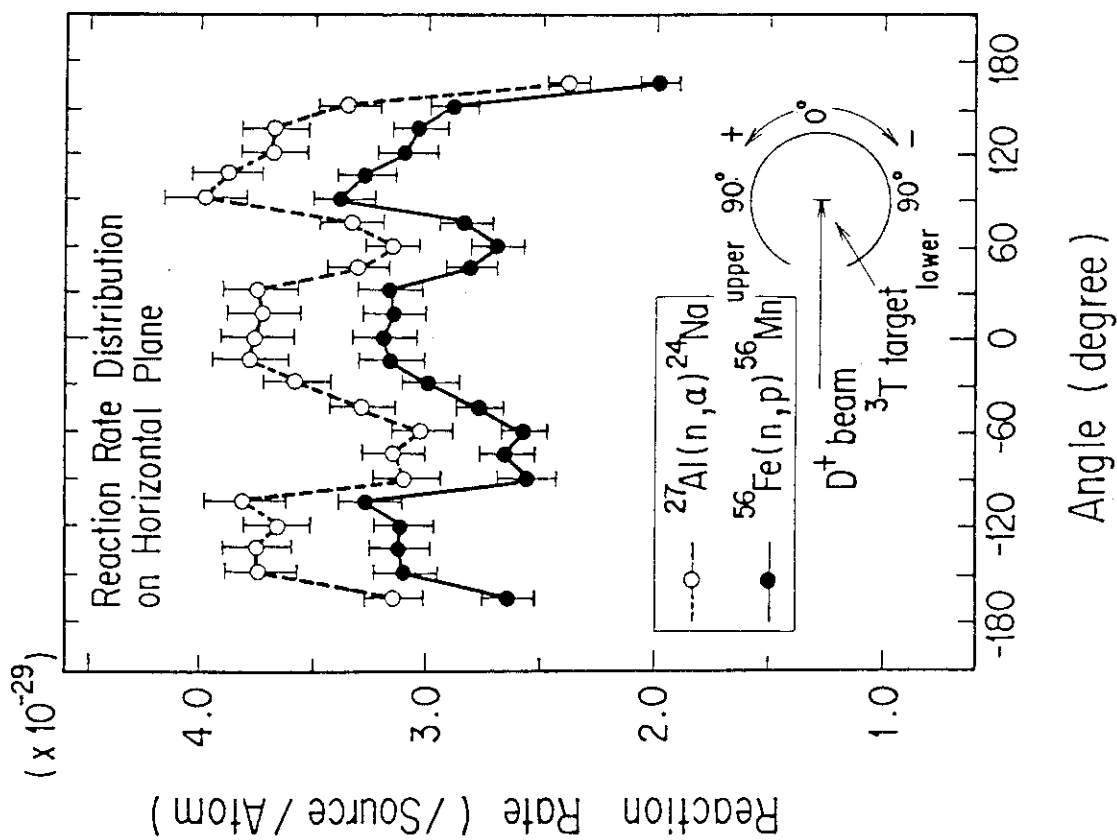 Reaction Rate Distribution
on Horizontal Plane
(x 10⁻²⁹)
4.0
3.0
2.0
1.0
Reaction Rate (/Source/Atom)
²⁷Al(n,α)²⁴Na
⁵⁶Fe(n,p)⁵⁶Mn
upper
90°
+
0°
−
90°
lower
D⁺ beam
³T target
-180
-120
-60
0
60
120
180
Angle (degree)